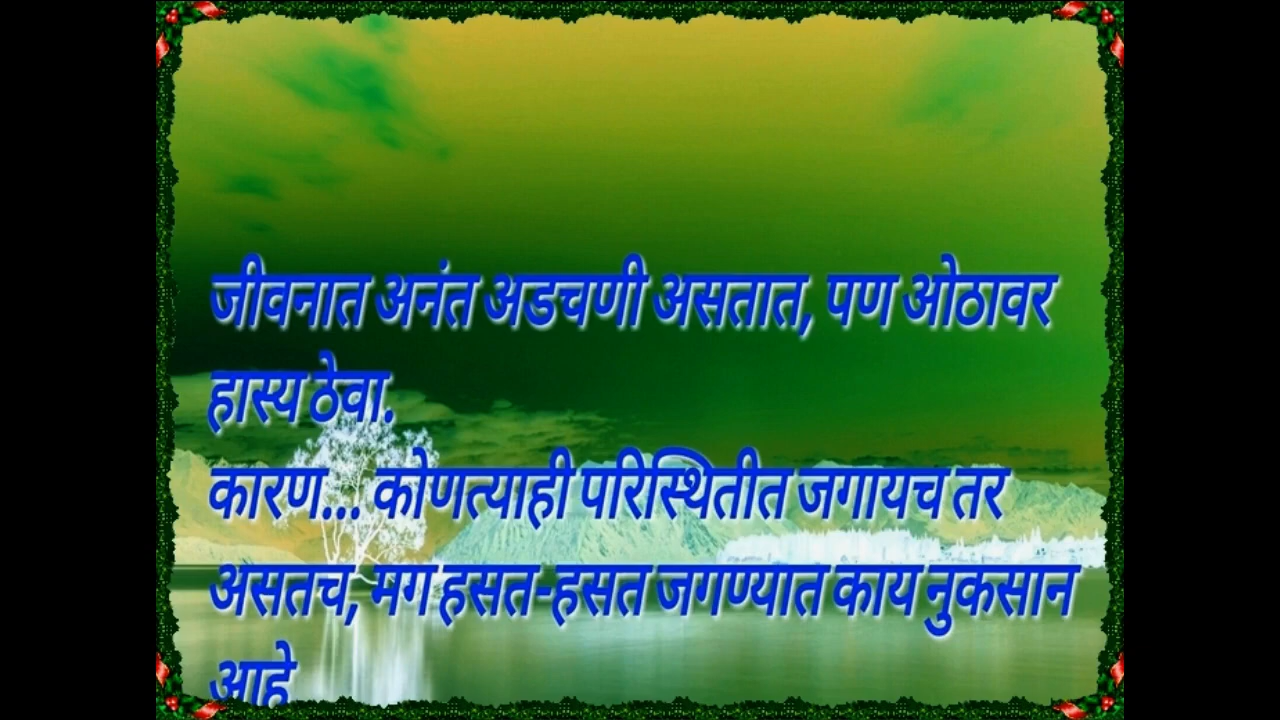 जीवनात अनंत अडचणी असतात, पण ओठावर
हास्य ठेवा.
कारण... कोणत्याही परिस्थितीत जगायच तर
असतच, मग हसत-हसत जगण्यात काय नुकसान
आहे